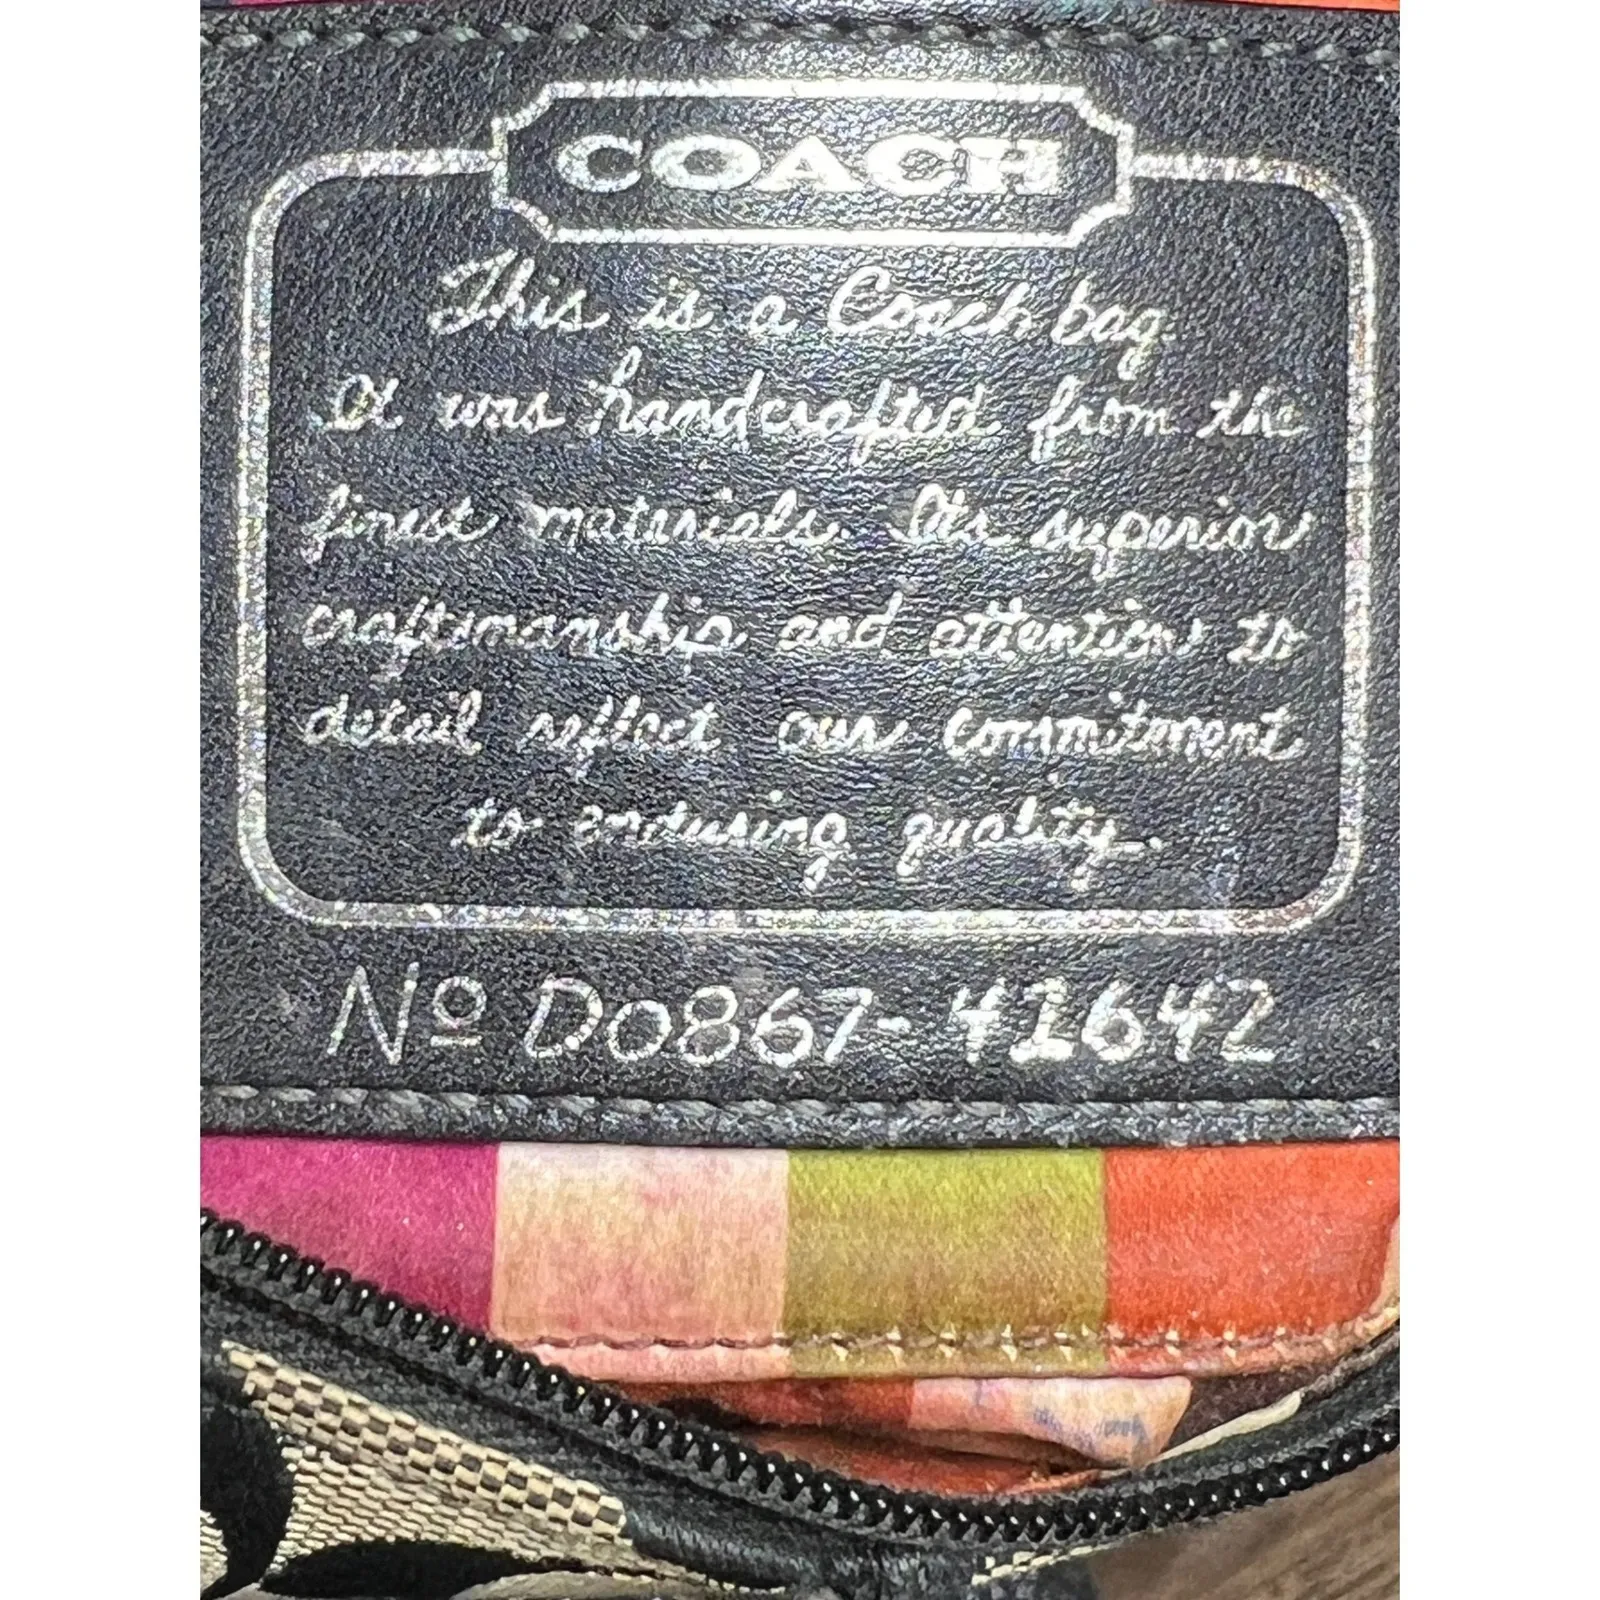 COACH
This is a Coach bag.
It was handcrafted from the
finest materials. Its superior
craftsmanship and attention to
detail reflect our commitment
to enduring quality.
Nº D0867-42642